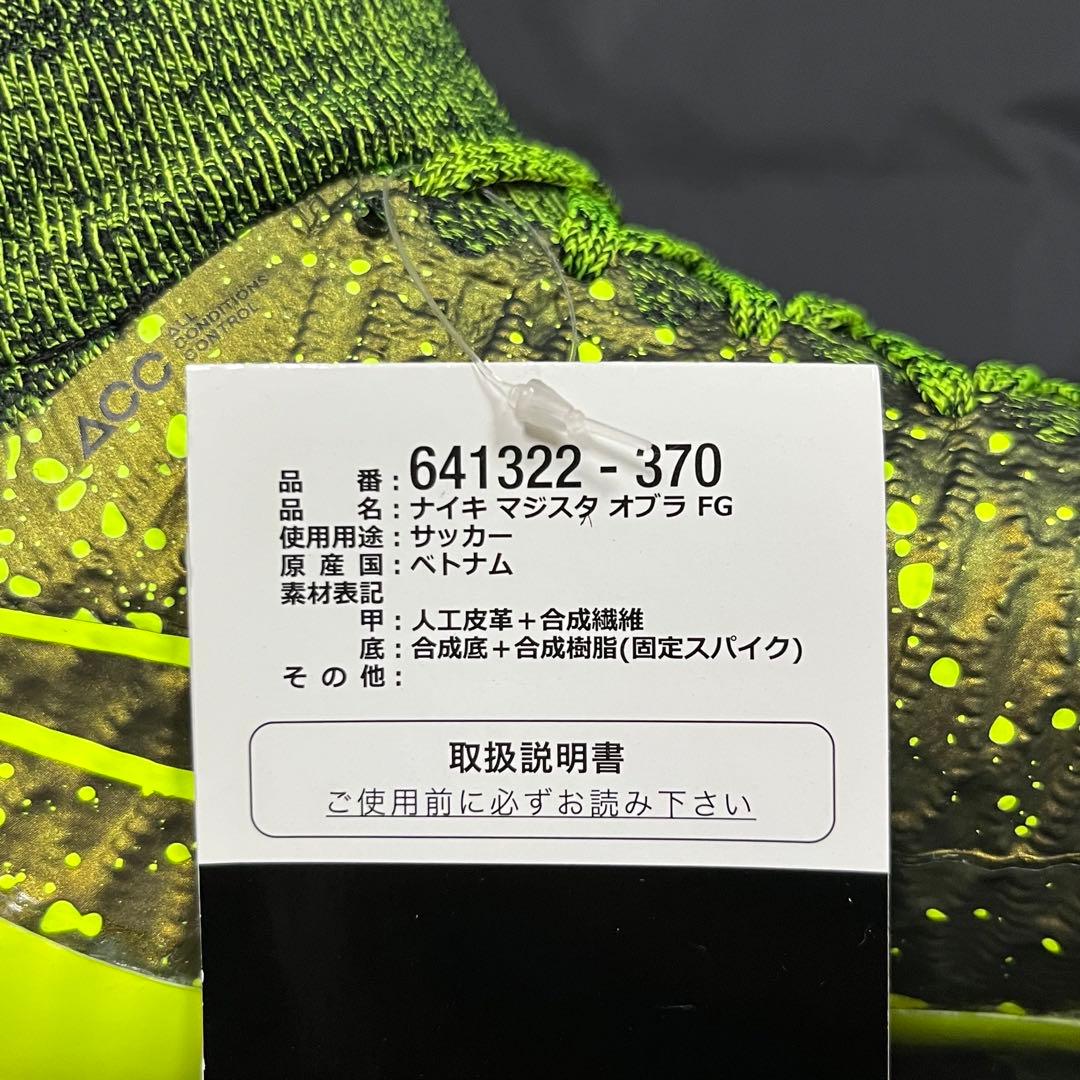 ACC ALL
CONDITIONS
CONTROL
品番:641322 - 370
品名:ナイキ マジスタ オブラ FG
使用用途:サッカー
原産国:ベトナム
素材表記
甲:人工皮革+合成繊維
底:合成底+合成樹脂(固定スパイク)
その他:
取扱説明書
ご使用前に必ずお読み下さい